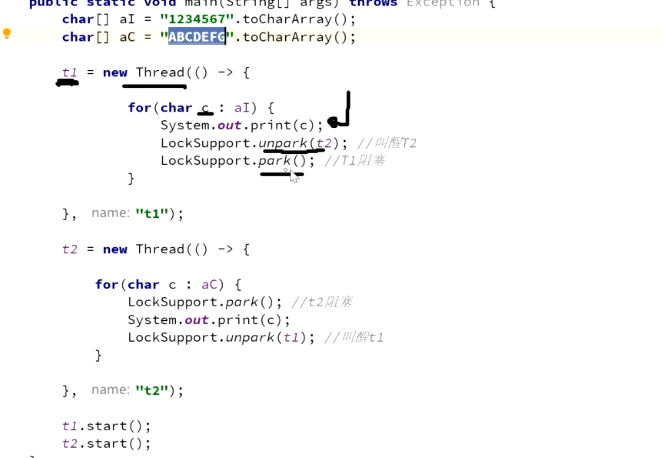 public static void main(String[] args) throws Exception {
char[] aI = "1234567".toCharArray();
char[] aC = "ABCDEFG".toCharArray();
t1 = new Thread(() -> {
for(char c : aI) {
System.out.print(c);
LockSupport.unpark(t2); //叫醒T2
LockSupport.park(); //T1阻塞
}
}, name: "t1");
t2 = new Thread(() -> {
for(char c : aC) {
LockSupport.park(); //t2阻塞
System.out.print(c);
LockSupport.unpark(t1); //叫醒t1
}
}, name: "t2");
t1.start();
t2.start();